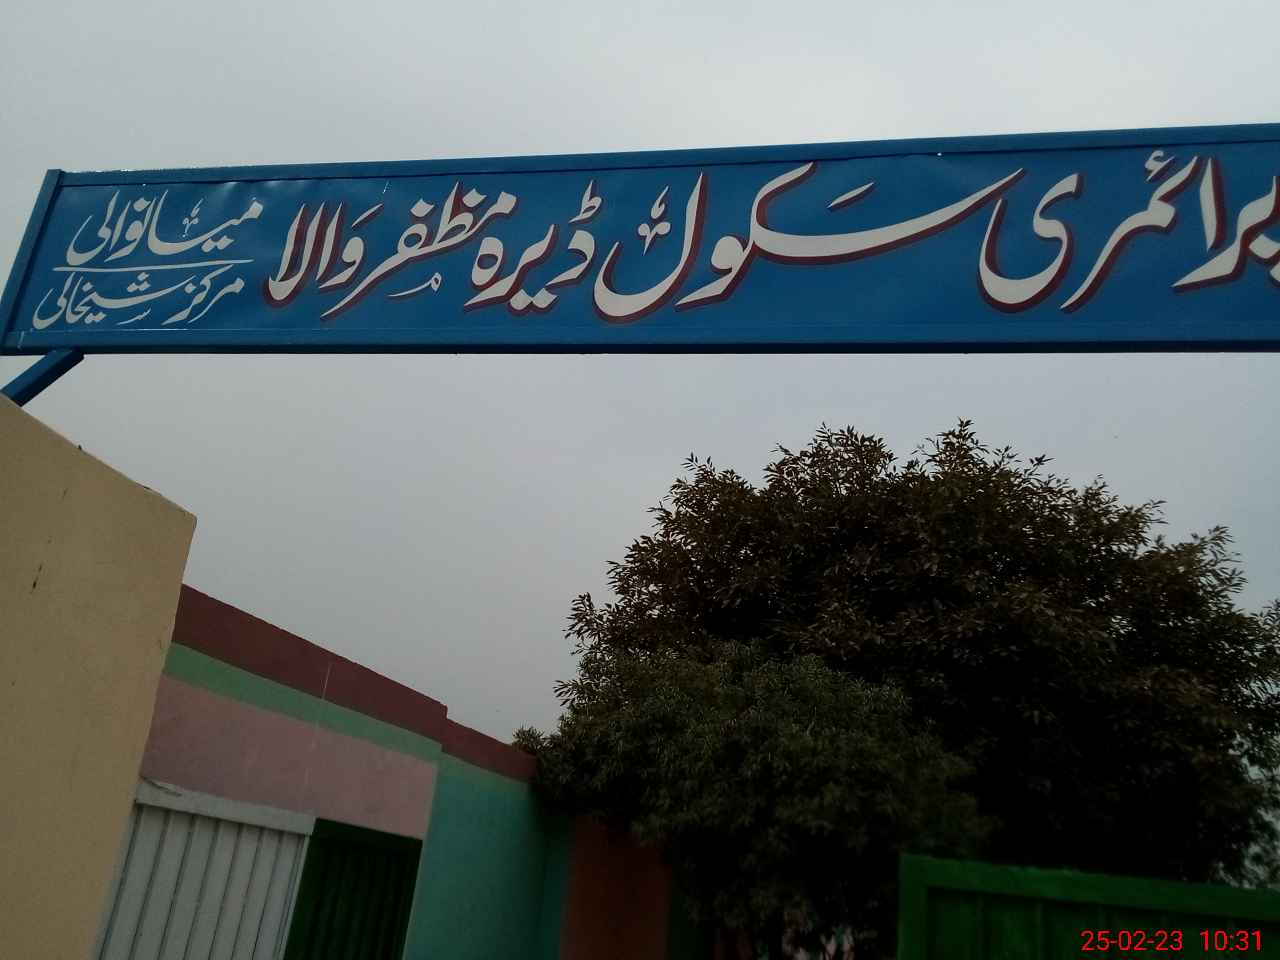 پرائمری سکول ڈیرہ مظفر والا
میانوالی
مرکز شیخالی
25-02-23 10:31